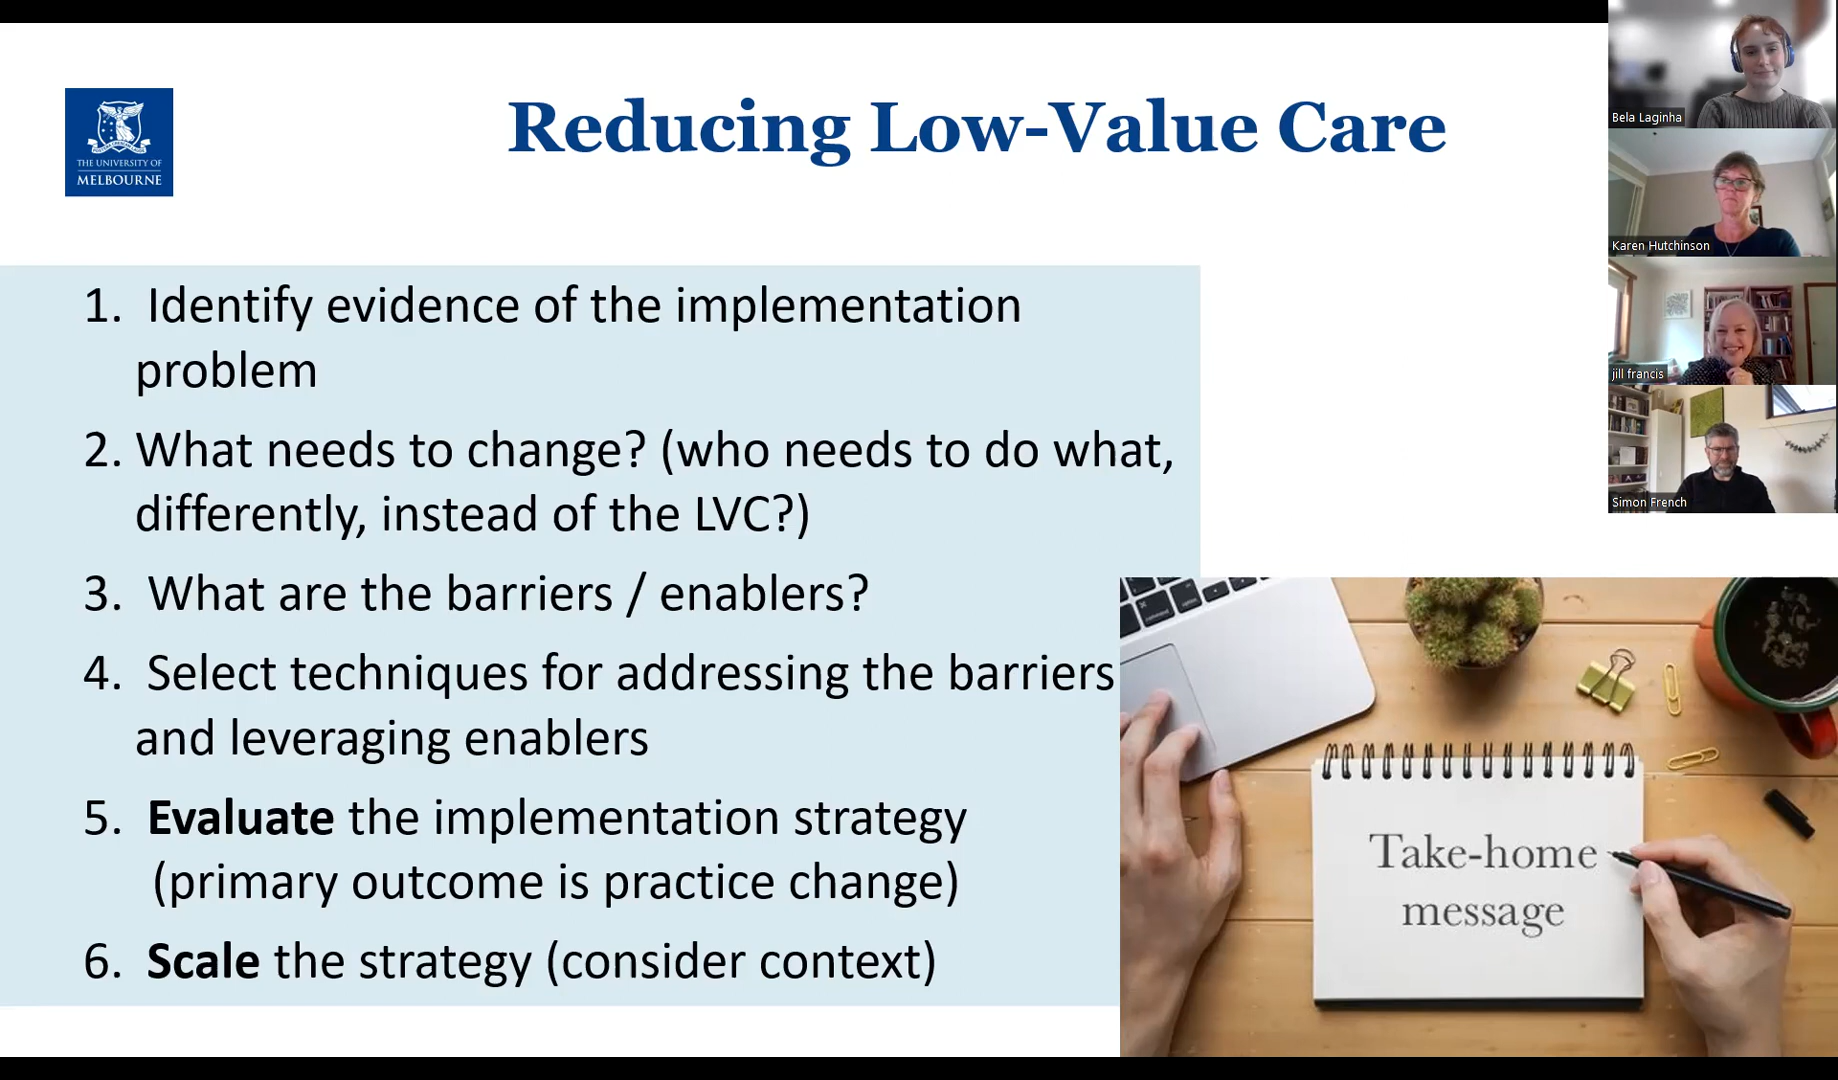 Reducing Low-Value Care
THE UNIVERSITY OF
MELBOURNE
1. Identify evidence of the implementation
problem
2. What needs to change? (who needs to do what,
differently, instead of the LVC?)
3. What are the barriers / enablers?
4. Select techniques for addressing the barriers
and leveraging enablers
5. Evaluate the implementation strategy
(primary outcome is practice change)
6. Scale the strategy (consider context)
Take-home
message
Bela Laginha
Karen Hutchinson
jill francis
Simon French